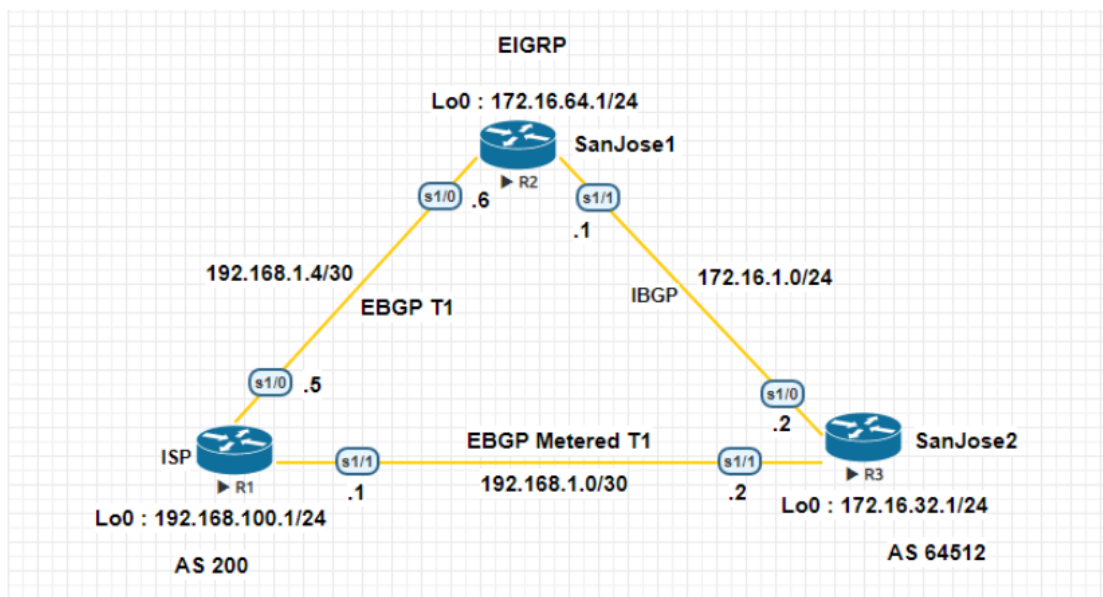 EIGRP
Lo0 : 172.16.64.1/24
SanJose1
R2
s1/0
.6
s1/1
.1
192.168.1.4/30
172.16.1.0/24
IBGP
EBGP T1
s1/0
.5
s1/0
.2
EBGP Metered T1
SanJose2
ISP
s1/1
s1/1
R1
.1
192.168.1.0/30
.2
R3
Lo0 : 192.168.100.1/24
Lo0 : 172.16.32.1/24
AS 200
AS 64512